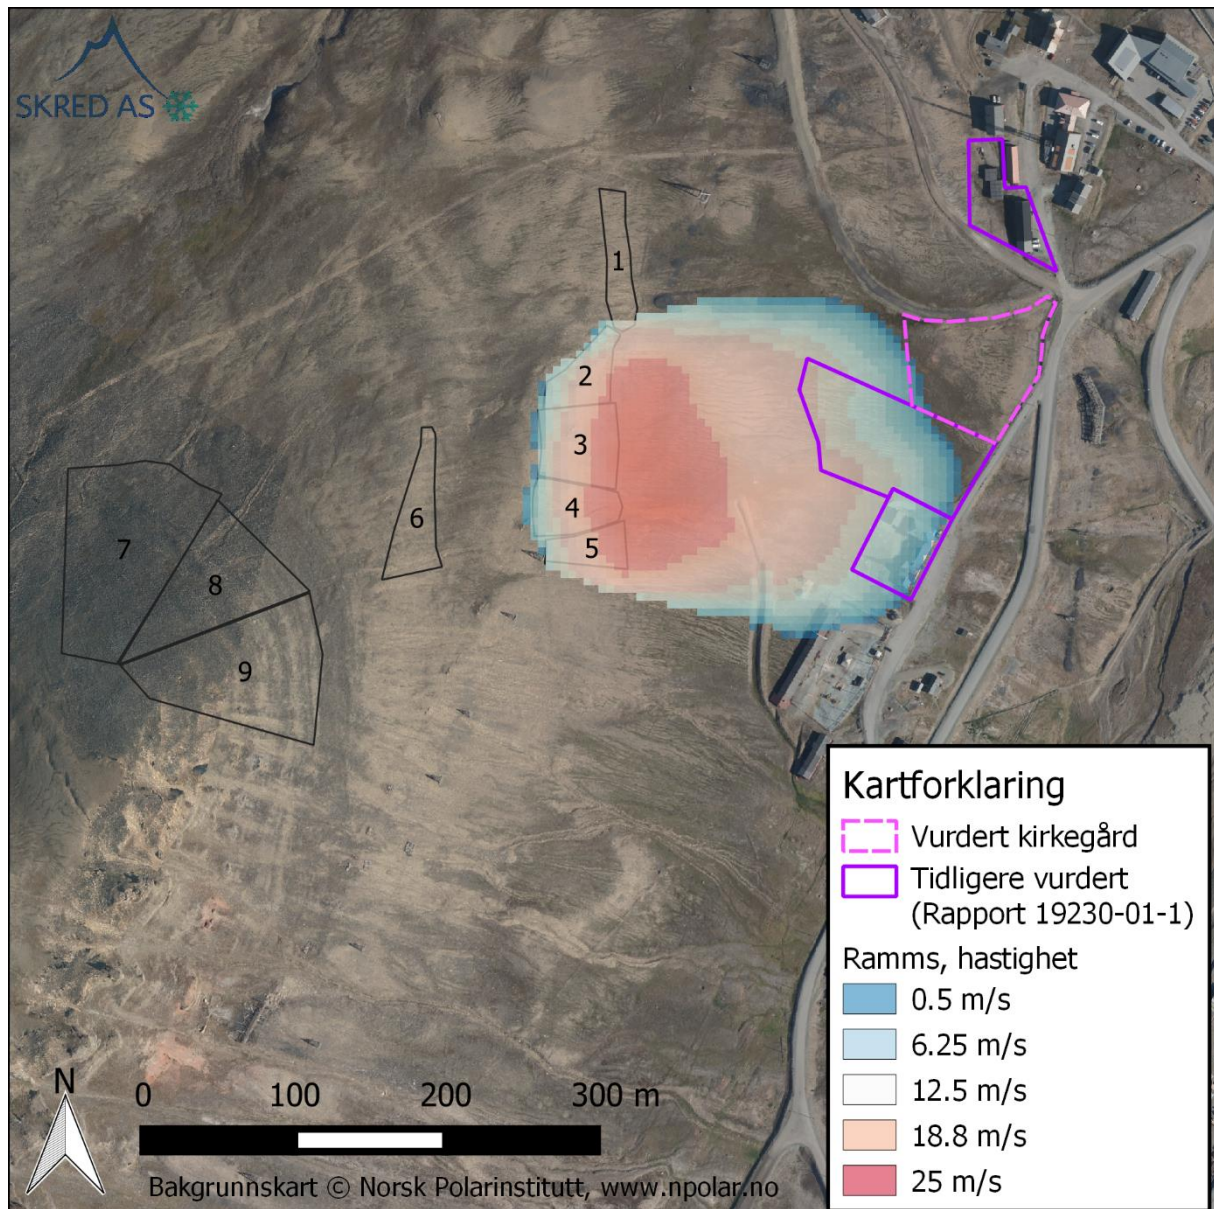 SKRED AS
1
2
3
4
5
6
7
8
9
Kartforklaring
Vurdert kirkegård
Tidligere vurdert
(Rapport 19230-01-1)
Ramms, hastighet
0.5 m/s
6.25 m/s
12.5 m/s
18.8 m/s
25 m/s
N
0 100 200 300 m
Bakgrunnskart © Norsk Polarinstitutt, www.npolar.no